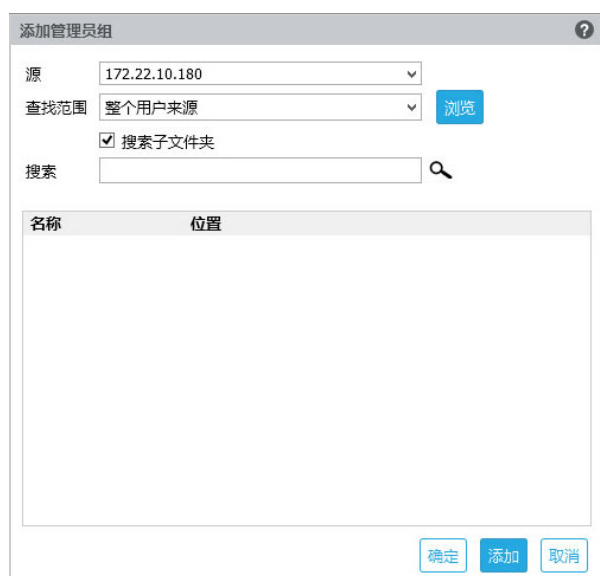 添加管理员组
源 172.22.10.180
查找范围 整个用户来源 浏览
搜索子文件夹
搜索
名称 位置
确定 添加 取消